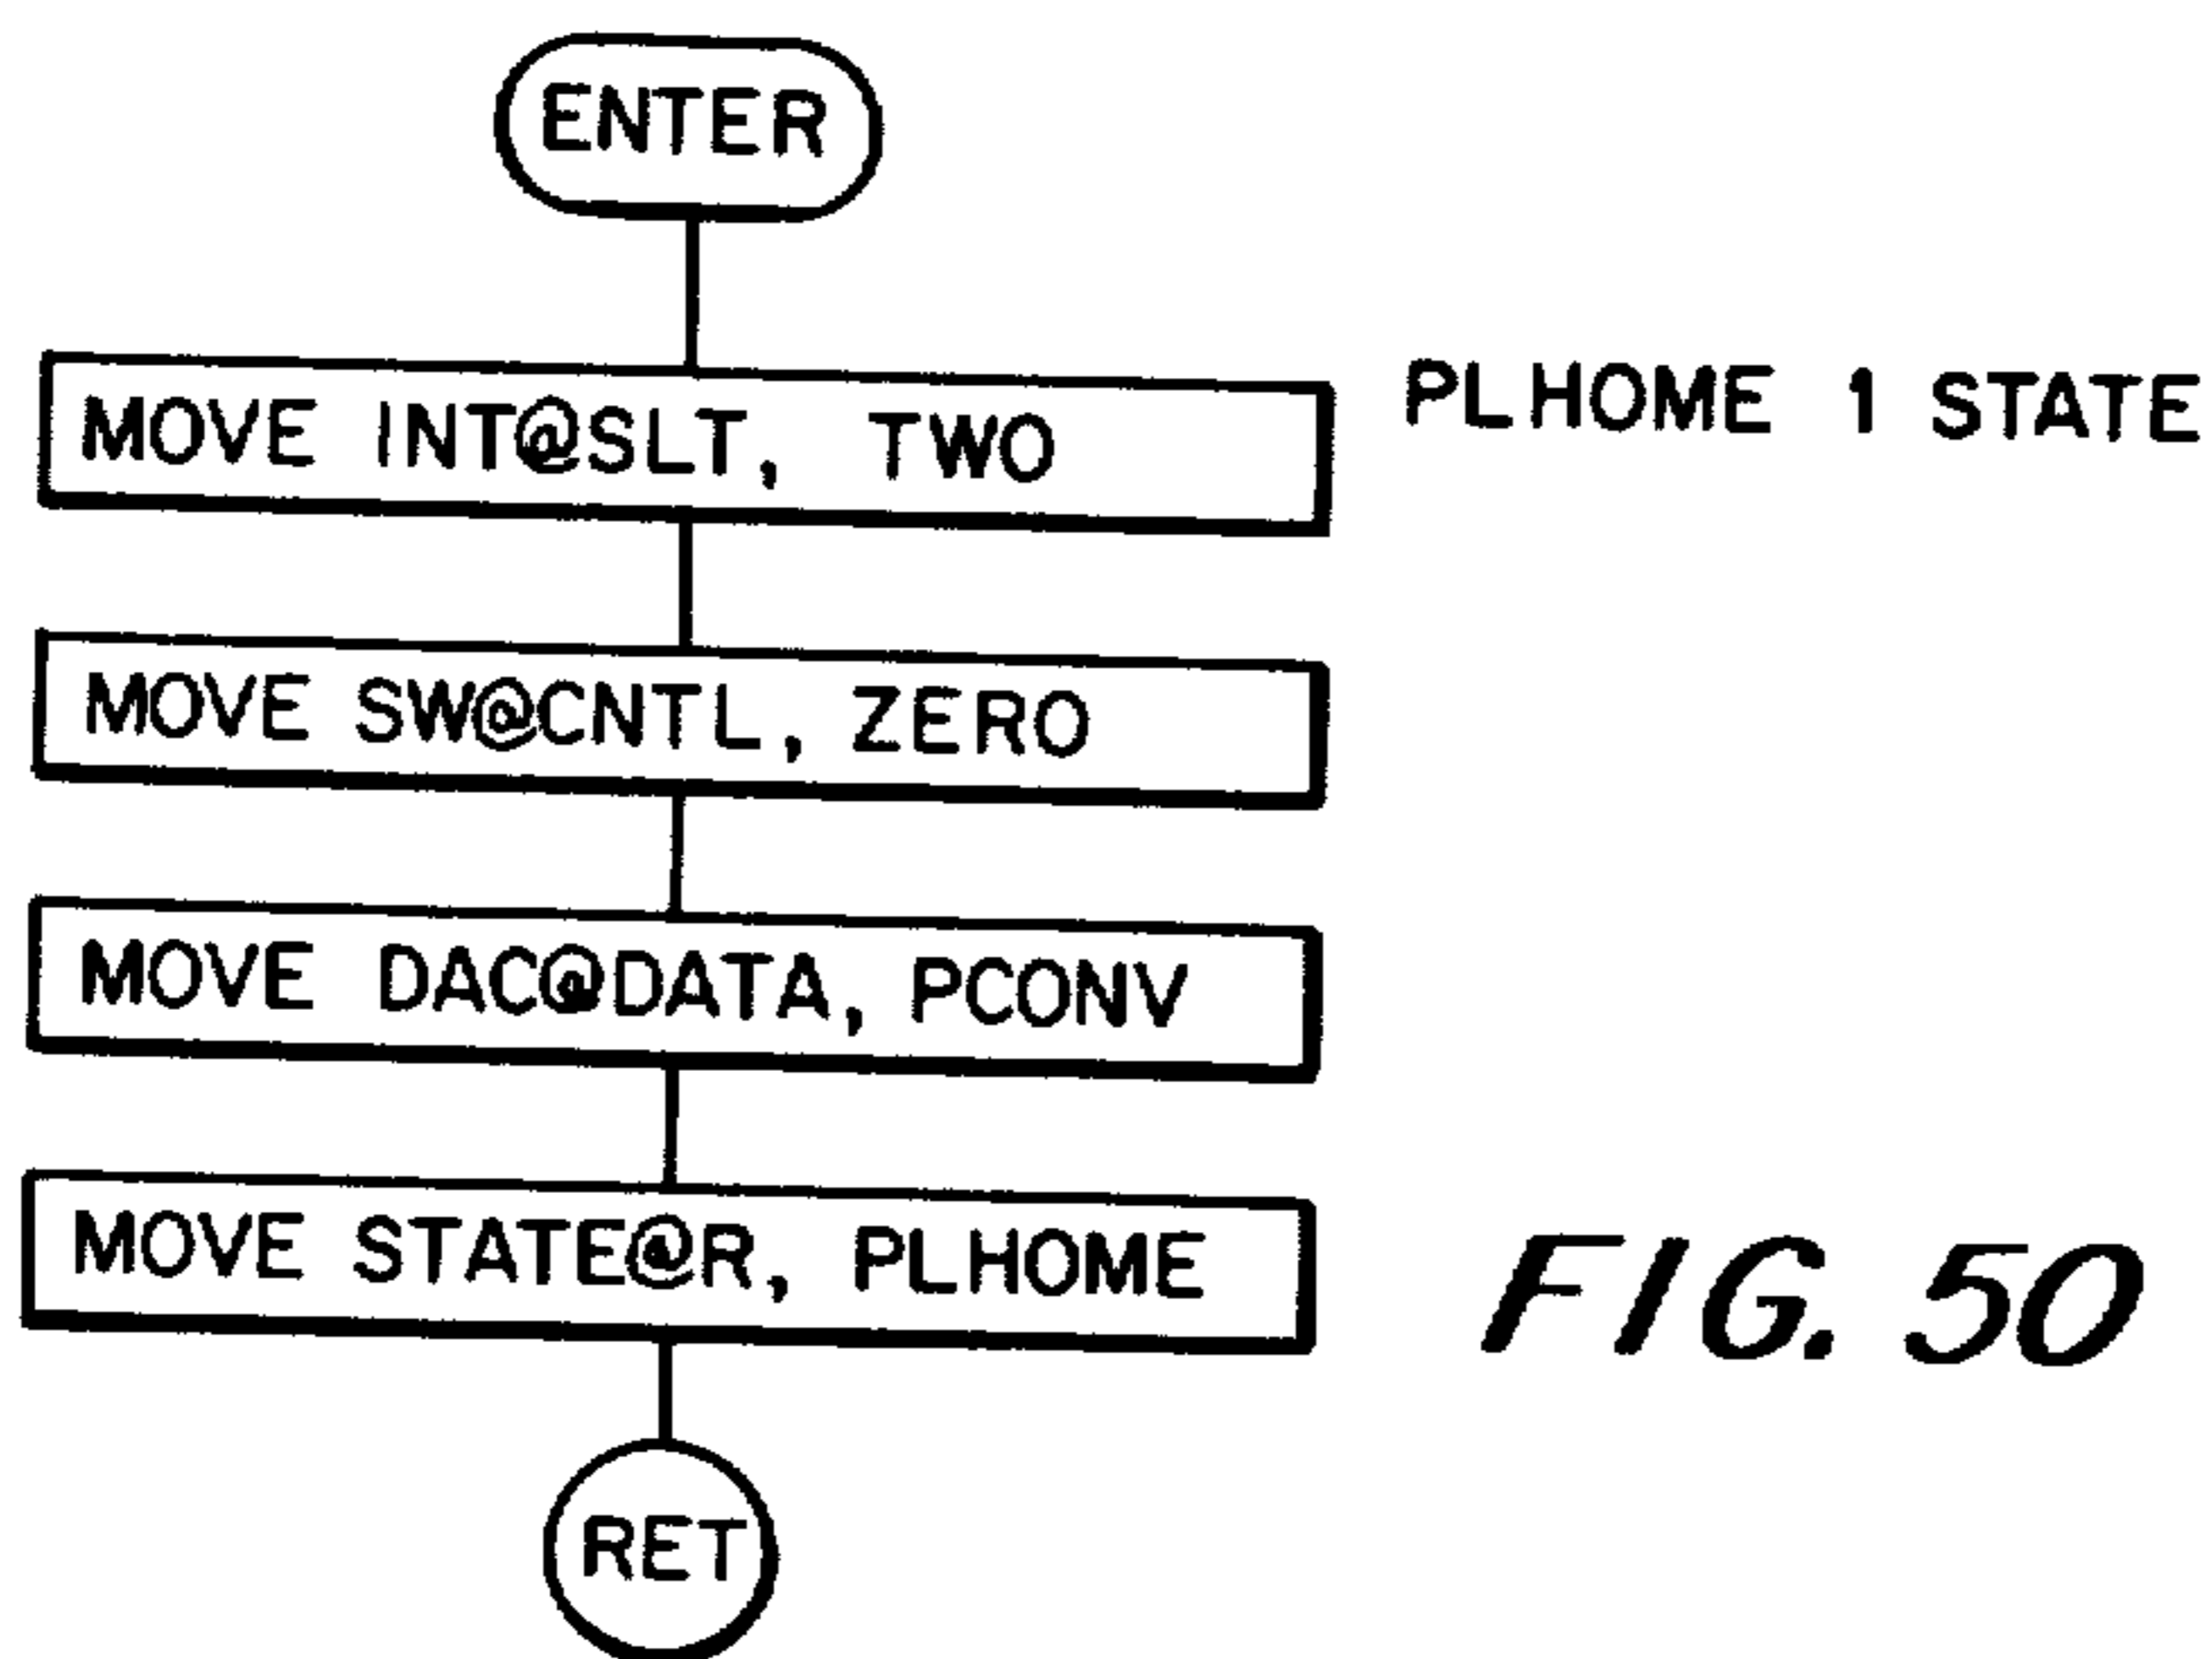 ENTER
MOVE INT@SLT, TWO
PLHOME 1 STATE
MOVE SW@CNTL, ZERO
MOVE DAC@DATA, PCONV
MOVE STATE@R, PLHOME
FIG. 50
RET